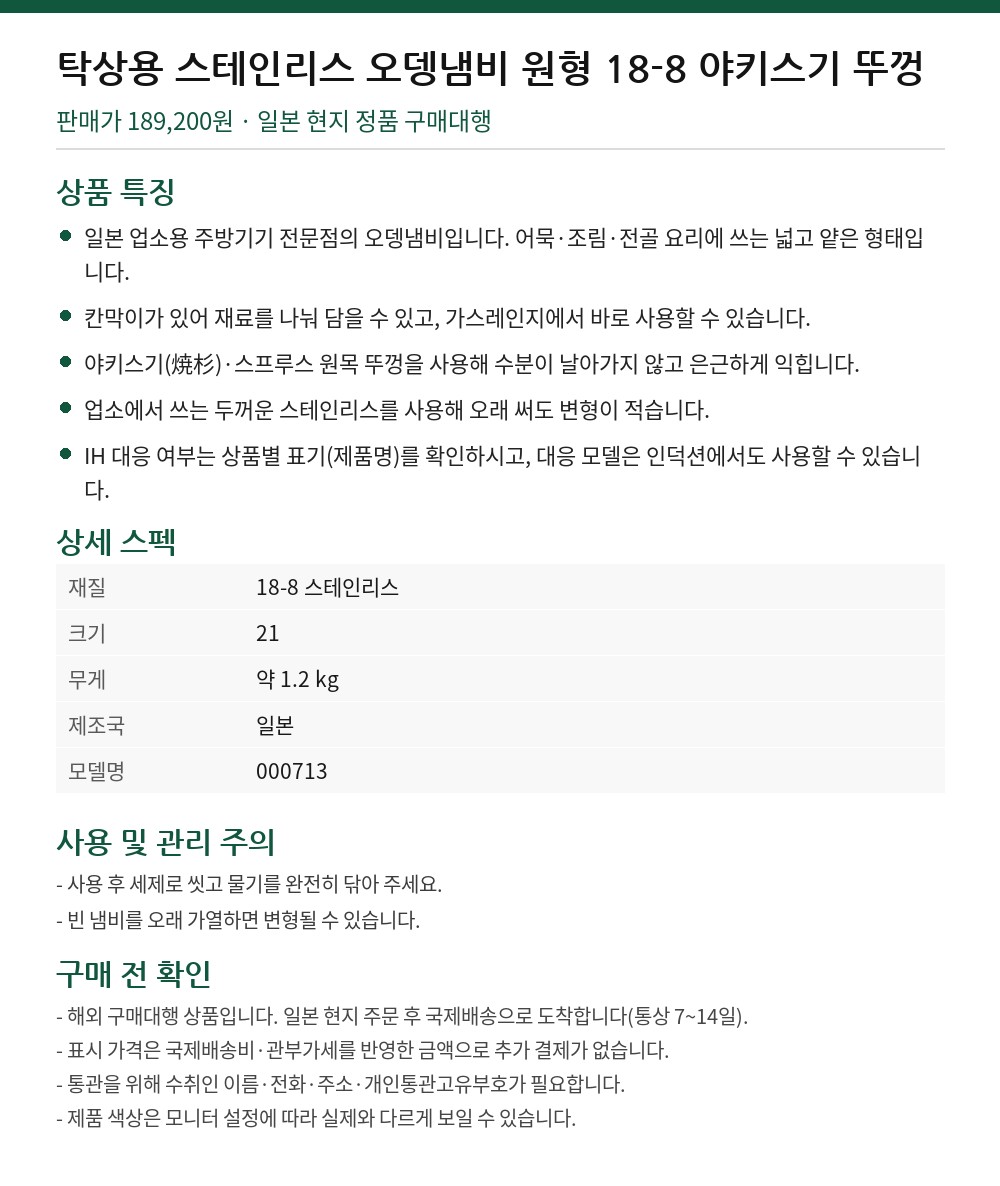 탁상용 스테인리스 오뎅냄비 원형 18-8 야키스기 뚜껑
판매가 189,200원 · 일본 현지 정품 구매대행
상품 특징
● 일본 업소용 주방기기 전문점의 오뎅냄비입니다. 어묵·조림·전골 요리에 쓰는 넓고 얕은 형태입
니다.
● 칸막이가 있어 재료를 나눠 담을 수 있고, 가스레인지에서 바로 사용할 수 있습니다.
● 야키스기(焼杉)·스프루스 원목 뚜껑을 사용해 수분이 날아가지 않고 은근하게 익힙니다.
● 업소에서 쓰는 두꺼운 스테인리스를 사용해 오래 써도 변형이 적습니다.
● IH 대응 여부는 상품별 표기(제품명)를 확인하시고, 대응 모델은 인덕션에서도 사용할 수 있습니
다.
상세 스펙
재질 18-8 스테인리스
크기 21
무게 약 1.2 kg
제조국 일본
모델명 000713
사용 및 관리 주의
- 사용 후 세제로 씻고 물기를 완전히 닦아 주세요.
- 빈 냄비를 오래 가열하면 변형될 수 있습니다.
구매 전 확인
- 해외 구매대행 상품입니다. 일본 현지 주문 후 국제배송으로 도착합니다(통상 7~14일).
- 표시 가격은 국제배송비·관부가세를 반영한 금액으로 추가 결제가 없습니다.
- 통관을 위해 수취인 이름·전화·주소·개인통관고유부호가 필요합니다.
- 제품 색상은 모니터 설정에 따라 실제와 다르게 보일 수 있습니다.